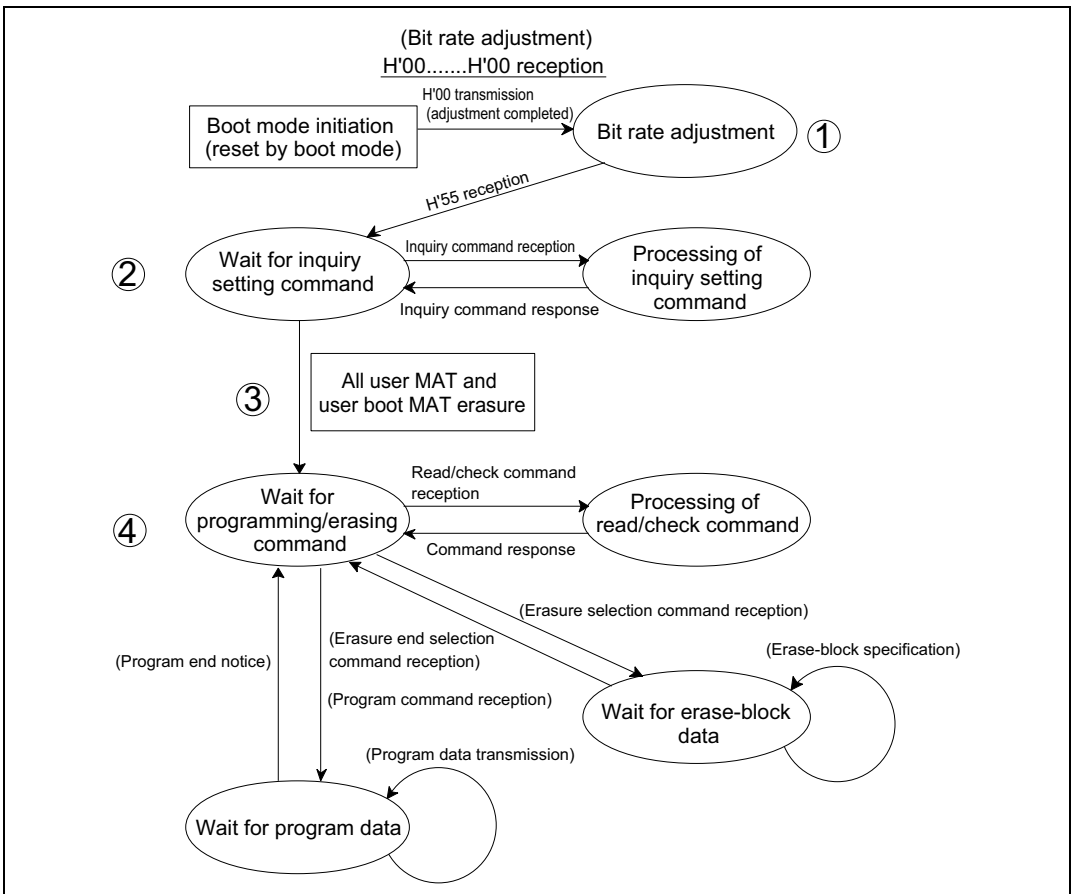 (Bit rate adjustment)
H'00.......H'00 reception
H'00 transmission
(adjustment completed)
Boot mode initiation
(reset by boot mode)
Bit rate adjustment
1
H'55 reception
2
Wait for inquiry
setting command
Inquiry command reception
Processing of
inquiry setting
command
Inquiry command response
3
All user MAT and
user boot MAT erasure
4
Wait for
programming/erasing
command
Read/check command
reception
Processing of
read/check command
Command response
(Erasure selection command reception)
(Program end notice)
(Erasure end selection
command reception)
(Program command reception)
(Erase-block specification)
Wait for erase-block
data
(Program data transmission)
Wait for program data